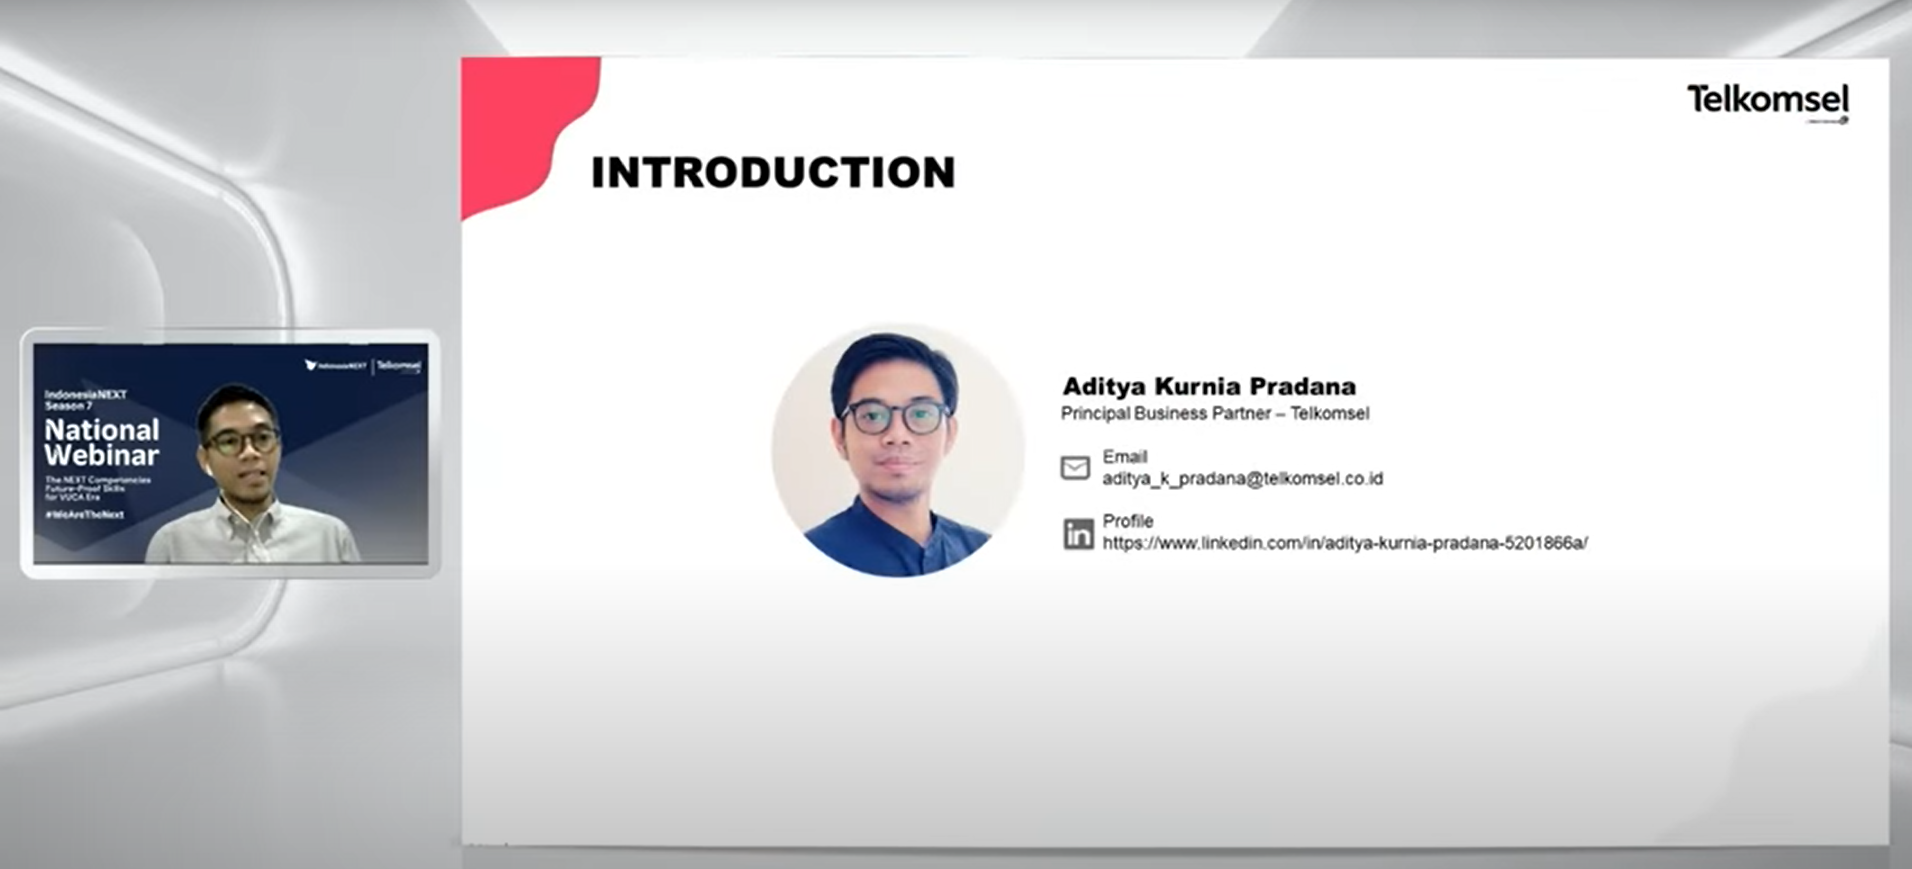 Telkomsel
INTRODUCTION
IndonesiaNEXT | Telkomsel
IndonesiaNEXT
Season 7
National
Webinar
The NEXT Competencies
Future-Proof Skills
for VUCA Era
#WeAreTheNext
Aditya Kurnia Pradana
Principal Business Partner – Telkomsel
Email
aditya_k_pradana@telkomsel.co.id
in
Profile
https://www.linkedin.com/in/aditya-kurnia-pradana-5201866a/